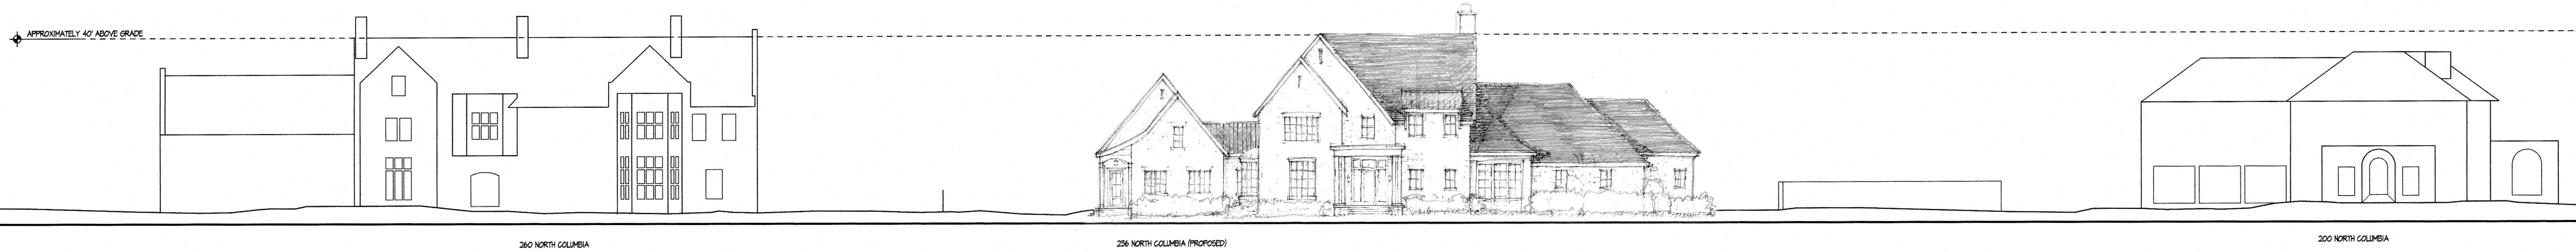 APPROXIMATELY 40' ABOVE GRADE
260 NORTH COLUMBIA
236 NORTH COLUMBIA (PROPOSED)
200 NORTH COLUMBIA